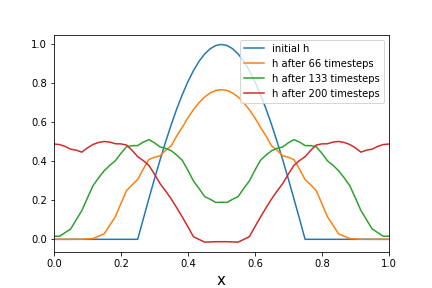 1.0
0.8
0.6
0.4
0.2
0.0
initial h
h after 66 timesteps
h after 133 timesteps
h after 200 timesteps
0.0 0.2 0.4 0.6 0.8 1.0
x